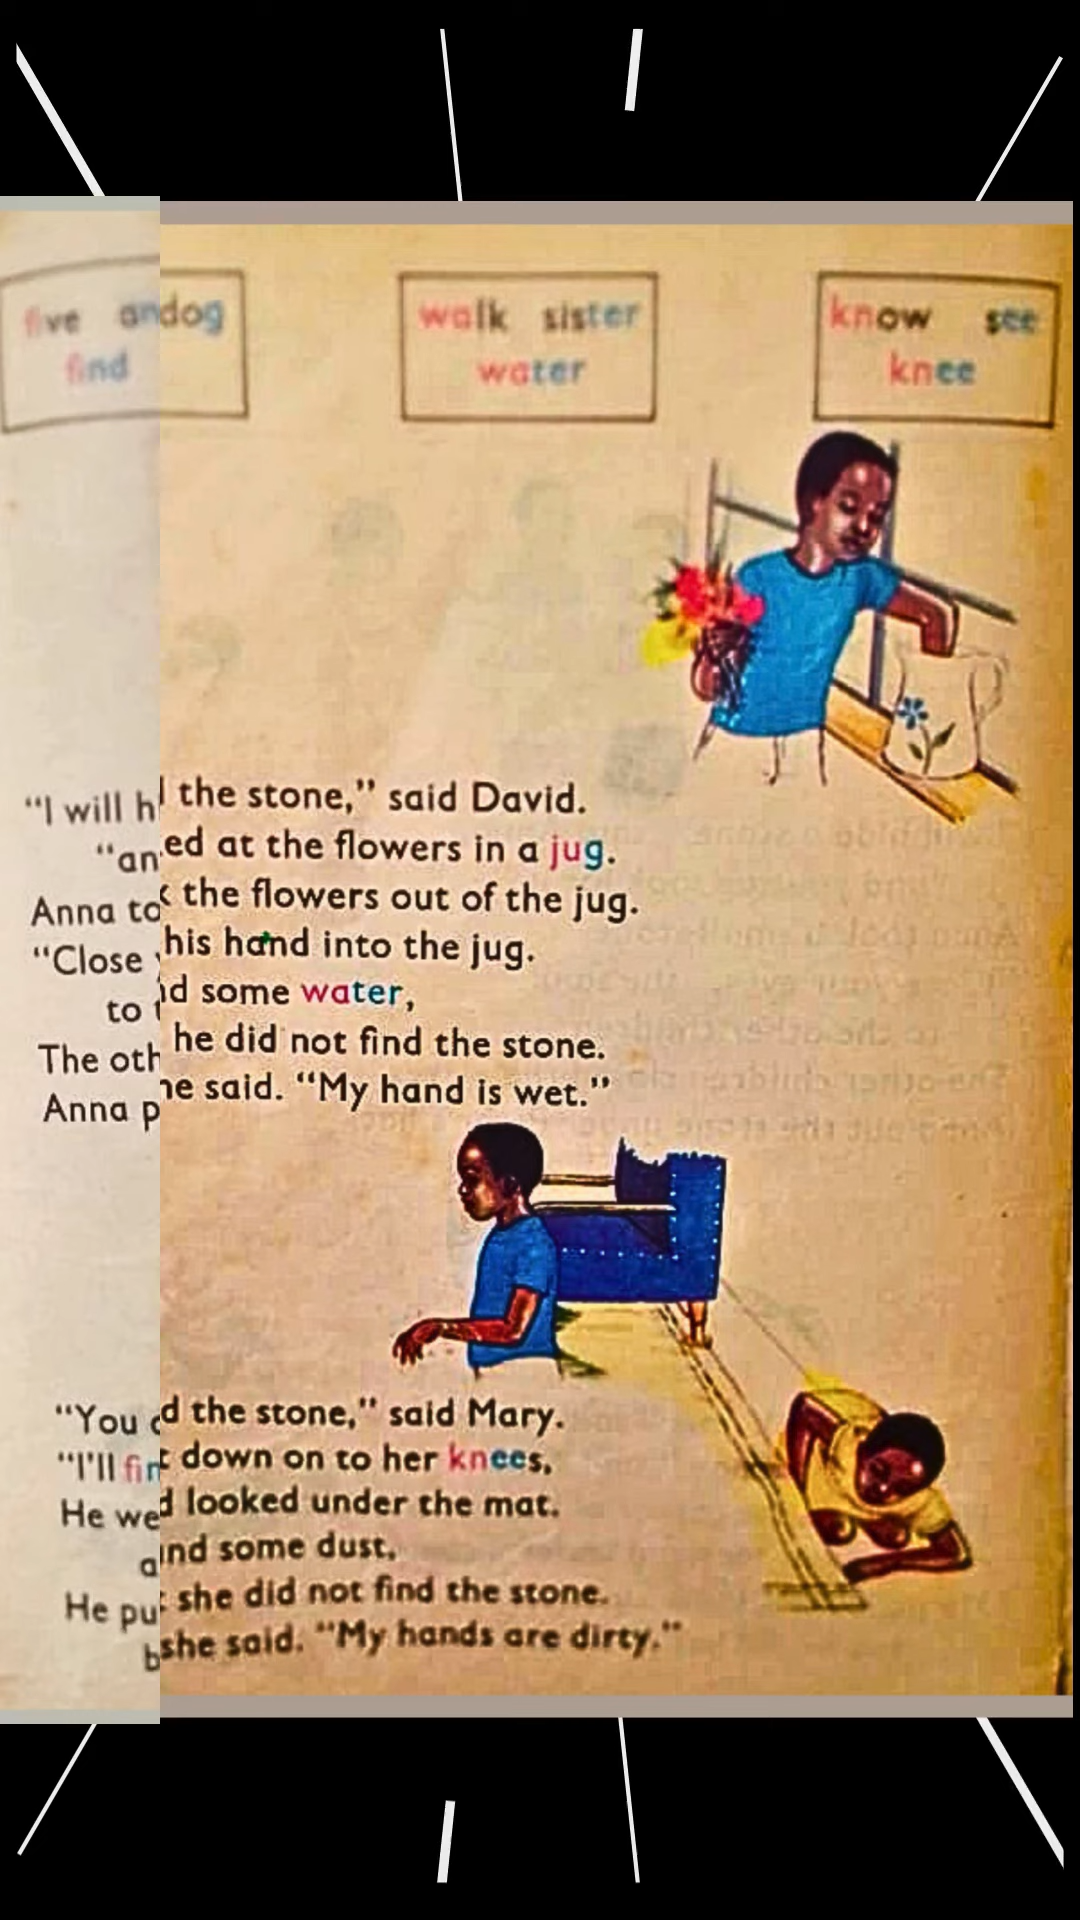 five andog
find
walk sister
water
know see
knee
“I will h the stone,” said David.
“an ed at the flowers in a jug.
Anna to k the flowers out of the jug.
“Close his hand into the jug.
to nd some water,
The oth he did not find the stone.
Anna p he said. “My hand is wet.”
“You d the stone,” said Mary.
“I'll fin t down on to her knees,
He we d looked under the mat.
a nd some dust,
He pu t she did not find the stone.
b she said. “My hands are dirty.”